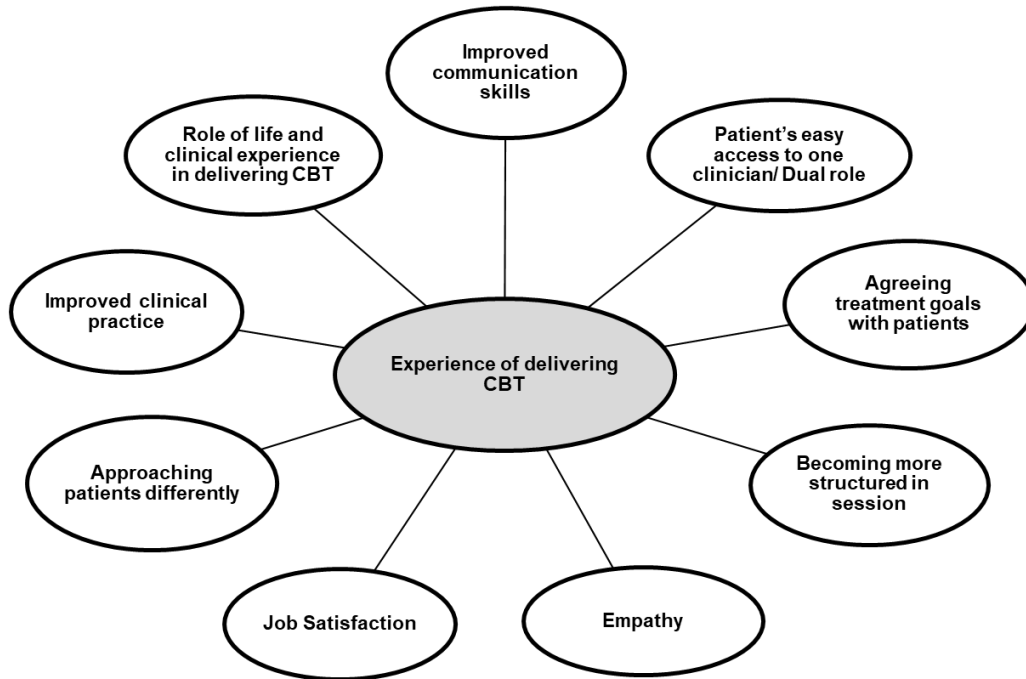 Improved
communication
skills
Role of life and
clinical experience
in delivering CBT
Patient's easy
access to one
clinician/ Dual role
Improved clinical
practice
Agreeing
treatment goals
with patients
Experience of delivering
CBT
Approaching
patients differently
Becoming more
structured in
session
Job Satisfaction
Empathy